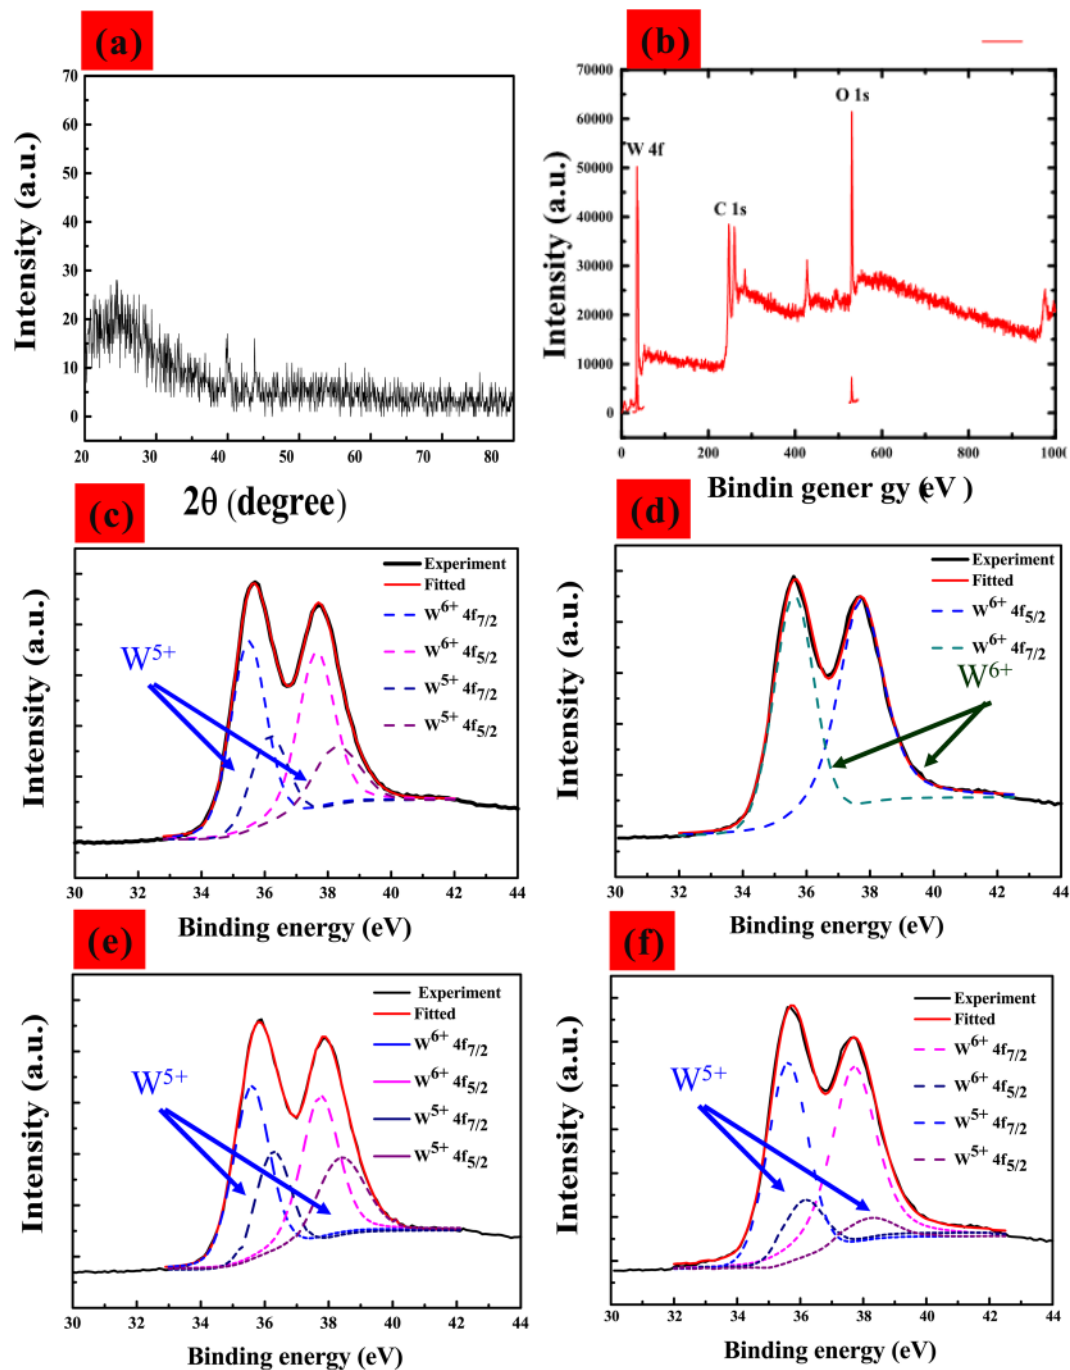 (a)
70
60
50
40
30
20
10
0
Intensity (a.u.)
20 30 40 50 60 70 80
2θ (degree)
(b)
70000
60000
50000
40000
30000
20000
10000
0
Intensity (a.u.)
W 4f
C 1s
O 1s
0 200 400 600 800 1000
Bindin gener gy (eV )
(c)
Intensity (a.u.)
W5+
Experiment
Fitted
W6+ 4f7/2
W6+ 4f5/2
W5+ 4f7/2
W5+ 4f5/2
30 32 34 36 38 40 42 44
Binding energy (eV)
(d)
Intensity (a.u.)
Experiment
Fitted
W6+ 4f5/2
W6+ 4f7/2
W6+
30 32 34 36 38 40 42 44
Binding energy (eV)
(e)
Intensity (a.u.)
W5+
Experiment
Fitted
W6+ 4f7/2
W6+ 4f5/2
W5+ 4f7/2
W5+ 4f5/2
30 32 34 36 38 40 42 44
Binding energy (eV)
(f)
Intensity (a.u.)
W5+
Experiment
Fitted
W6+ 4f7/2
W6+ 4f5/2
W5+ 4f7/2
W5+ 4f5/2
30 32 34 36 38 40 42 44
Binding energy (eV)